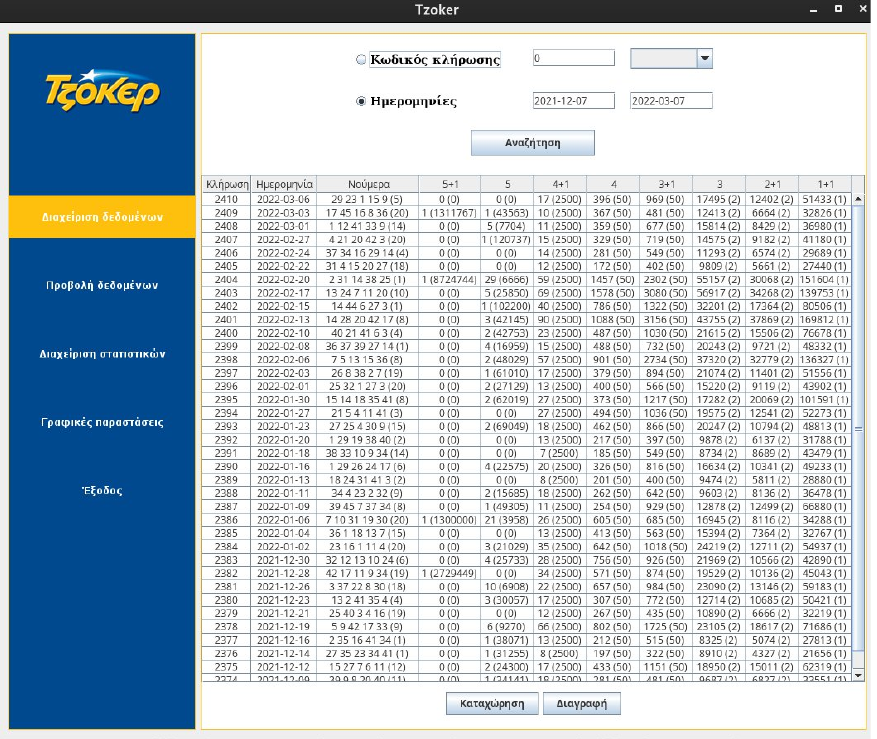 Tzoker
ΤΖΟΚΕΡ
Διαχείριση δεδομένων
Προβολή δεδομένων
Διαχείριση στατιστικών
Γραφικές παραστάσεις
Έξοδος
Κωδικός κλήρωσης 0
Ημερομηνίες 2021-12-07 2022-03-07
Αναζήτηση
Κλήρωση Ημερομηνία Νούμερα 5+1 5 4+1 4 3+1 3 2+1 1+1
2410 2022-03-06 29 23 1 15 9 (5) 0 (0) 0 (0) 17 (2500) 396 (50) 969 (50) 17495 (2) 12402 (2) 51433 (1)
2409 2022-03-03 17 45 16 8 36 (20) 1 (1311767) 1 (43563) 10 (2500) 367 (50) 481 (50) 12413 (2) 6664 (2) 32826 (1)
2408 2022-03-01 1 12 41 33 9 (14) 0 (0) 5 (7704) 11 (2500) 359 (50) 677 (50) 15814 (2) 8429 (2) 36980 (1)
2407 2022-02-27 4 21 20 42 3 (20) 0 (0) 1 (120737) 15 (2500) 329 (50) 719 (50) 14575 (2) 9182 (2) 41180 (1)
2406 2022-02-24 37 34 16 29 14 (4) 0 (0) 0 (0) 14 (2500) 281 (50) 549 (50) 11293 (2) 6574 (2) 29689 (1)
2405 2022-02-22 31 4 15 20 27 (18) 0 (0) 0 (0) 12 (2500) 172 (50) 402 (50) 9809 (2) 5661 (2) 27440 (1)
2404 2022-02-20 2 31 14 38 25 (1) 1 (8724744) 29 (6666) 59 (2500) 1457 (50) 2302 (50) 55157 (2) 30068 (2) 151604 (1)
2403 2022-02-17 13 24 7 11 20 (10) 0 (0) 5 (25850) 69 (2500) 1578 (50) 3080 (50) 56917 (2) 34268 (2) 139753 (1)
2402 2022-02-15 14 44 6 27 3 (1) 0 (0) 1 (102200) 40 (2500) 786 (50) 1322 (50) 32201 (2) 17364 (2) 80506 (1)
2401 2022-02-13 14 28 20 42 17 (8) 0 (0) 3 (42145) 90 (2500) 1088 (50) 3156 (50) 43755 (2) 37869 (2) 169812 (1)
2400 2022-02-10 40 21 41 6 3 (4) 0 (0) 2 (42753) 23 (2500) 487 (50) 1030 (50) 21615 (2) 15506 (2) 76678 (1)
2399 2022-02-08 36 37 39 27 14 (1) 0 (0) 4 (16959) 15 (2500) 488 (50) 732 (50) 20243 (2) 9721 (2) 48332 (1)
2398 2022-02-06 7 5 13 15 36 (8) 0 (0) 2 (48029) 57 (2500) 901 (50) 2734 (50) 37320 (2) 32779 (2) 136327 (1)
2397 2022-02-03 26 8 38 2 7 (19) 0 (0) 1 (61010) 17 (2500) 379 (50) 894 (50) 21074 (2) 11401 (2) 51556 (1)
2396 2022-02-01 25 32 1 27 3 (20) 0 (0) 2 (27129) 13 (2500) 400 (50) 566 (50) 15220 (2) 9119 (2) 43902 (1)
2395 2022-01-30 15 14 18 35 41 (8) 0 (0) 2 (62019) 27 (2500) 373 (50) 1217 (50) 17282 (2) 20069 (2) 101591 (1)
2394 2022-01-27 21 5 4 11 41 (3) 0 (0) 0 (0) 27 (2500) 494 (50) 1036 (50) 19575 (2) 12541 (2) 52273 (1)
2393 2022-01-23 27 25 4 30 9 (15) 0 (0) 2 (69049) 18 (2500) 462 (50) 866 (50) 20247 (2) 10794 (2) 48813 (1)
2392 2022-01-20 1 29 19 38 40 (2) 0 (0) 0 (0) 13 (2500) 217 (50) 397 (50) 9878 (2) 6137 (2) 31788 (1)
2391 2022-01-18 38 33 10 9 34 (14) 0 (0) 0 (0) 7 (2500) 185 (50) 549 (50) 8734 (2) 8689 (2) 43479 (1)
2390 2022-01-16 1 29 26 24 17 (6) 0 (0) 4 (22575) 20 (2500) 326 (50) 816 (50) 16634 (2) 10341 (2) 49233 (1)
2389 2022-01-13 18 24 31 41 3 (2) 0 (0) 0 (0) 8 (2500) 201 (50) 400 (50) 9474 (2) 5811 (2) 28880 (1)
2388 2022-01-11 34 4 23 2 32 (9) 0 (0) 2 (15685) 18 (2500) 262 (50) 642 (50) 9603 (2) 8136 (2) 36478 (1)
2387 2022-01-09 39 45 7 37 34 (8) 0 (0) 1 (49305) 11 (2500) 254 (50) 929 (50) 12878 (2) 12499 (2) 66880 (1)
2386 2022-01-06 7 10 31 19 30 (20) 1 (1300000) 21 (3958) 26 (2500) 605 (50) 685 (50) 16945 (2) 8116 (2) 34288 (1)
2385 2022-01-04 36 1 18 13 7 (15) 0 (0) 0 (0) 13 (2500) 413 (50) 563 (50) 15394 (2) 7364 (2) 32767 (1)
2384 2022-01-02 23 16 1 11 4 (20) 0 (0) 3 (21029) 35 (2500) 642 (50) 1018 (50) 24219 (2) 12711 (2) 54937 (1)
2383 2021-12-30 32 12 13 10 24 (6) 0 (0) 4 (25733) 28 (2500) 756 (50) 926 (50) 21969 (2) 10566 (2) 42890 (1)
2382 2021-12-28 42 17 11 9 34 (19) 1 (2729449) 0 (0) 34 (2500) 571 (50) 874 (50) 19529 (2) 10136 (2) 45043 (1)
2381 2021-12-26 3 37 22 8 30 (18) 0 (0) 10 (6908) 22 (2500) 657 (50) 984 (50) 23090 (2) 13146 (2) 59183 (1)
2380 2021-12-23 13 2 41 35 4 (4) 0 (0) 3 (30057) 17 (2500) 307 (50) 772 (50) 12714 (2) 10685 (2) 50421 (1)
2379 2021-12-21 25 40 3 4 16 (19) 0 (0) 0 (0) 12 (2500) 267 (50) 435 (50) 10890 (2) 6666 (2) 32219 (1)
2378 2021-12-19 5 9 42 17 33 (9) 0 (0) 6 (9270) 66 (2500) 802 (50) 1725 (50) 23105 (2) 18617 (2) 71686 (1)
2377 2021-12-16 2 35 16 41 34 (1) 0 (0) 1 (38071) 13 (2500) 212 (50) 515 (50) 8325 (2) 5074 (2) 27813 (1)
2376 2021-12-14 27 35 23 34 41 (1) 0 (0) 1 (31255) 8 (2500) 197 (50) 322 (50) 8910 (2) 4327 (2) 21656 (1)
2375 2021-12-12 15 27 7 6 11 (12) 0 (0) 2 (24300) 17 (2500) 433 (50) 1151 (50) 18950 (2) 15011 (2) 62319 (1)
2374 2021-12-09 39 9 8 20 40 (11) 0 (0) 1 (34141) 18 (2500) 281 (50) 481 (50) 9687 (2) 6827 (2) 33551 (1)
Καταχώρηση Διαγραφή